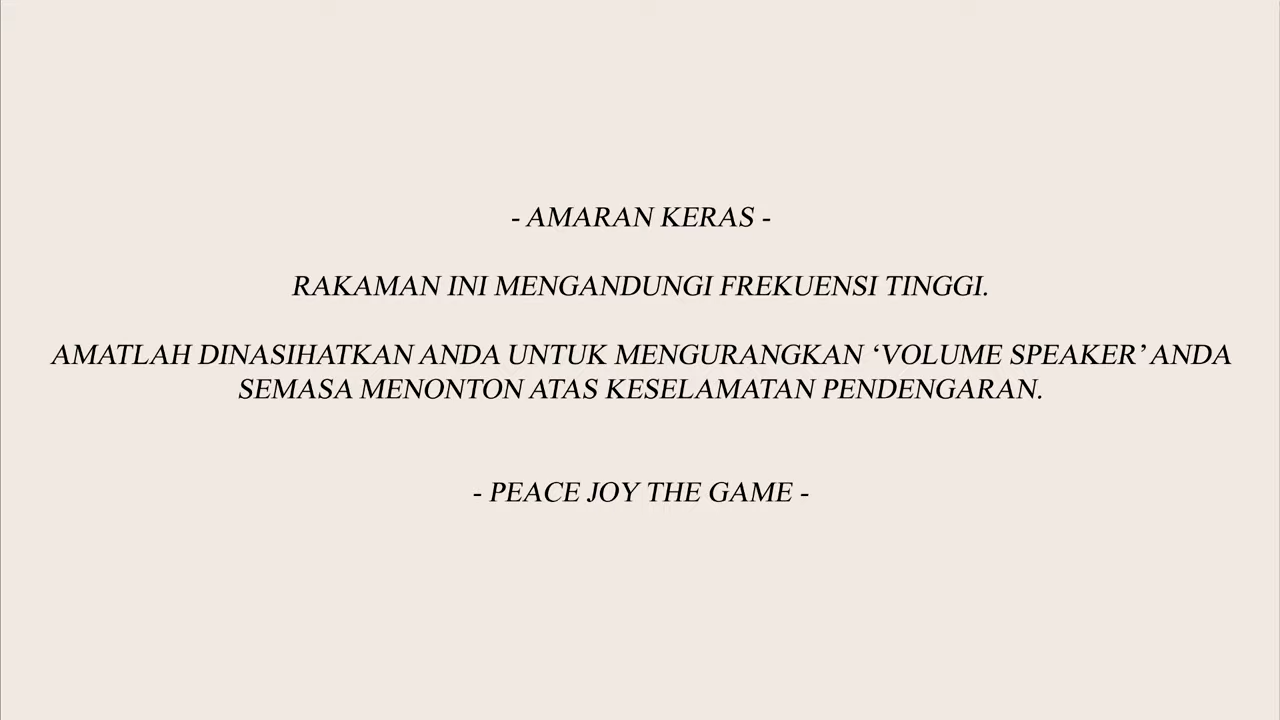 - AMARAN KERAS -
RAKAMAN INI MENGANDUNGI FREKUENSI TINGGI.
AMATLAH DINASIHATKAN ANDA UNTUK MENGURANGKAN ‘VOLUME SPEAKER’ ANDA
SEMASA MENONTON ATAS KESELAMATAN PENDENGARAN.
- PEACE JOY THE GAME -